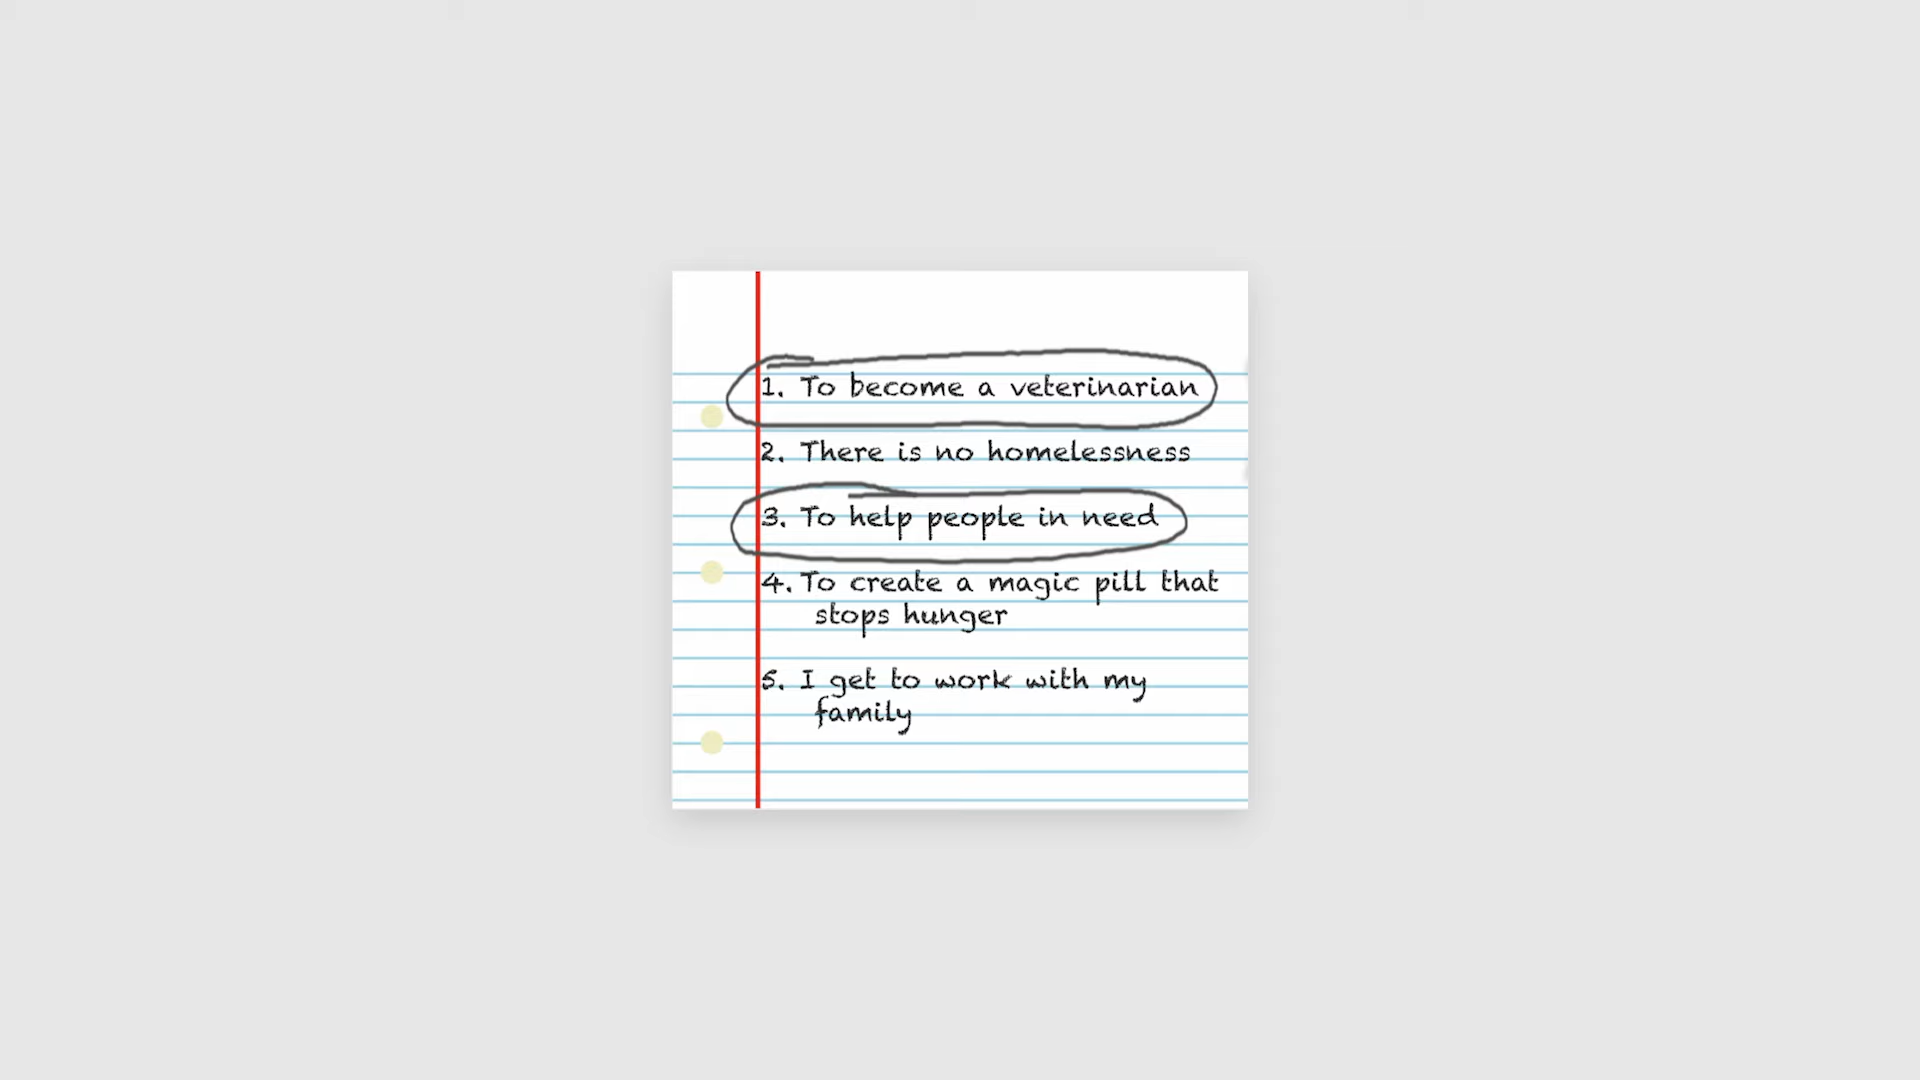 1. To become a veterinarian
2. There is no homelessness
3. To help people in need
4. To create a magic pill that
stops hunger
5. I get to work with my
family